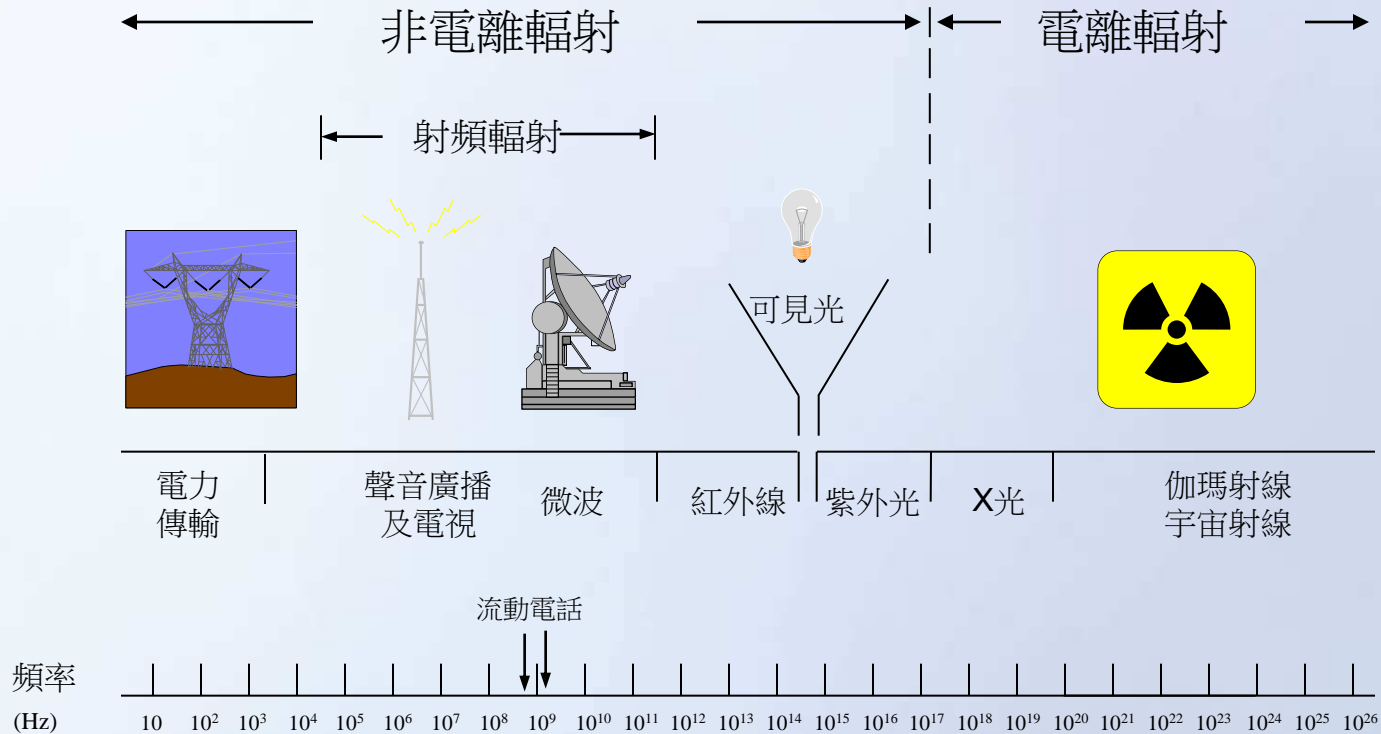 非電離輻射 電離輻射
射頻輻射
可見光
電力
傳輸
聲音廣播
及電視
微波
紅外線
紫外光
X光
伽瑪射線
宇宙射線
流動電話
頻率
(Hz) 10 10² 10³ 10⁴ 10⁵ 10⁶ 10⁷ 10⁸ 10⁹ 10¹⁰ 10¹¹ 10¹² 10¹³ 10¹⁴ 10¹⁵ 10¹⁶ 10¹⁷ 10¹⁸ 10¹⁹ 10²⁰ 10²¹ 10²² 10²³ 10²⁴ 10²⁵ 10²⁶